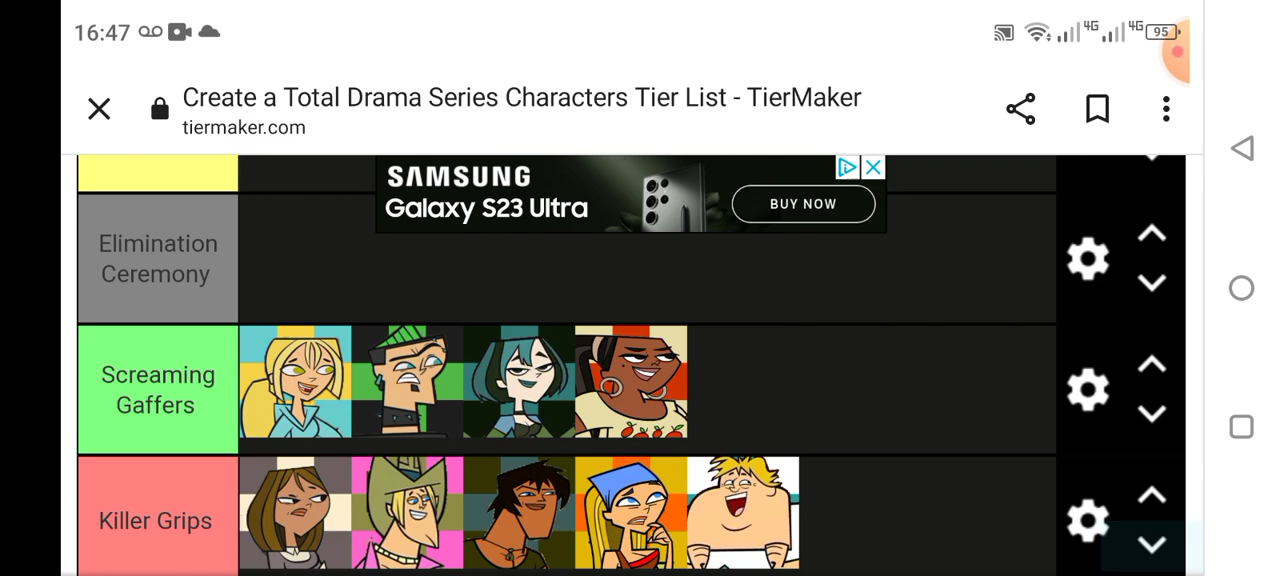 16:47
4G 4G 95
Create a Total Drama Series Characters Tier List - TierMaker
tiermaker.com
SAMSUNG
Galaxy S23 Ultra
BUY NOW
Elimination
Ceremony
Screaming
Gaffers
Killer Grips